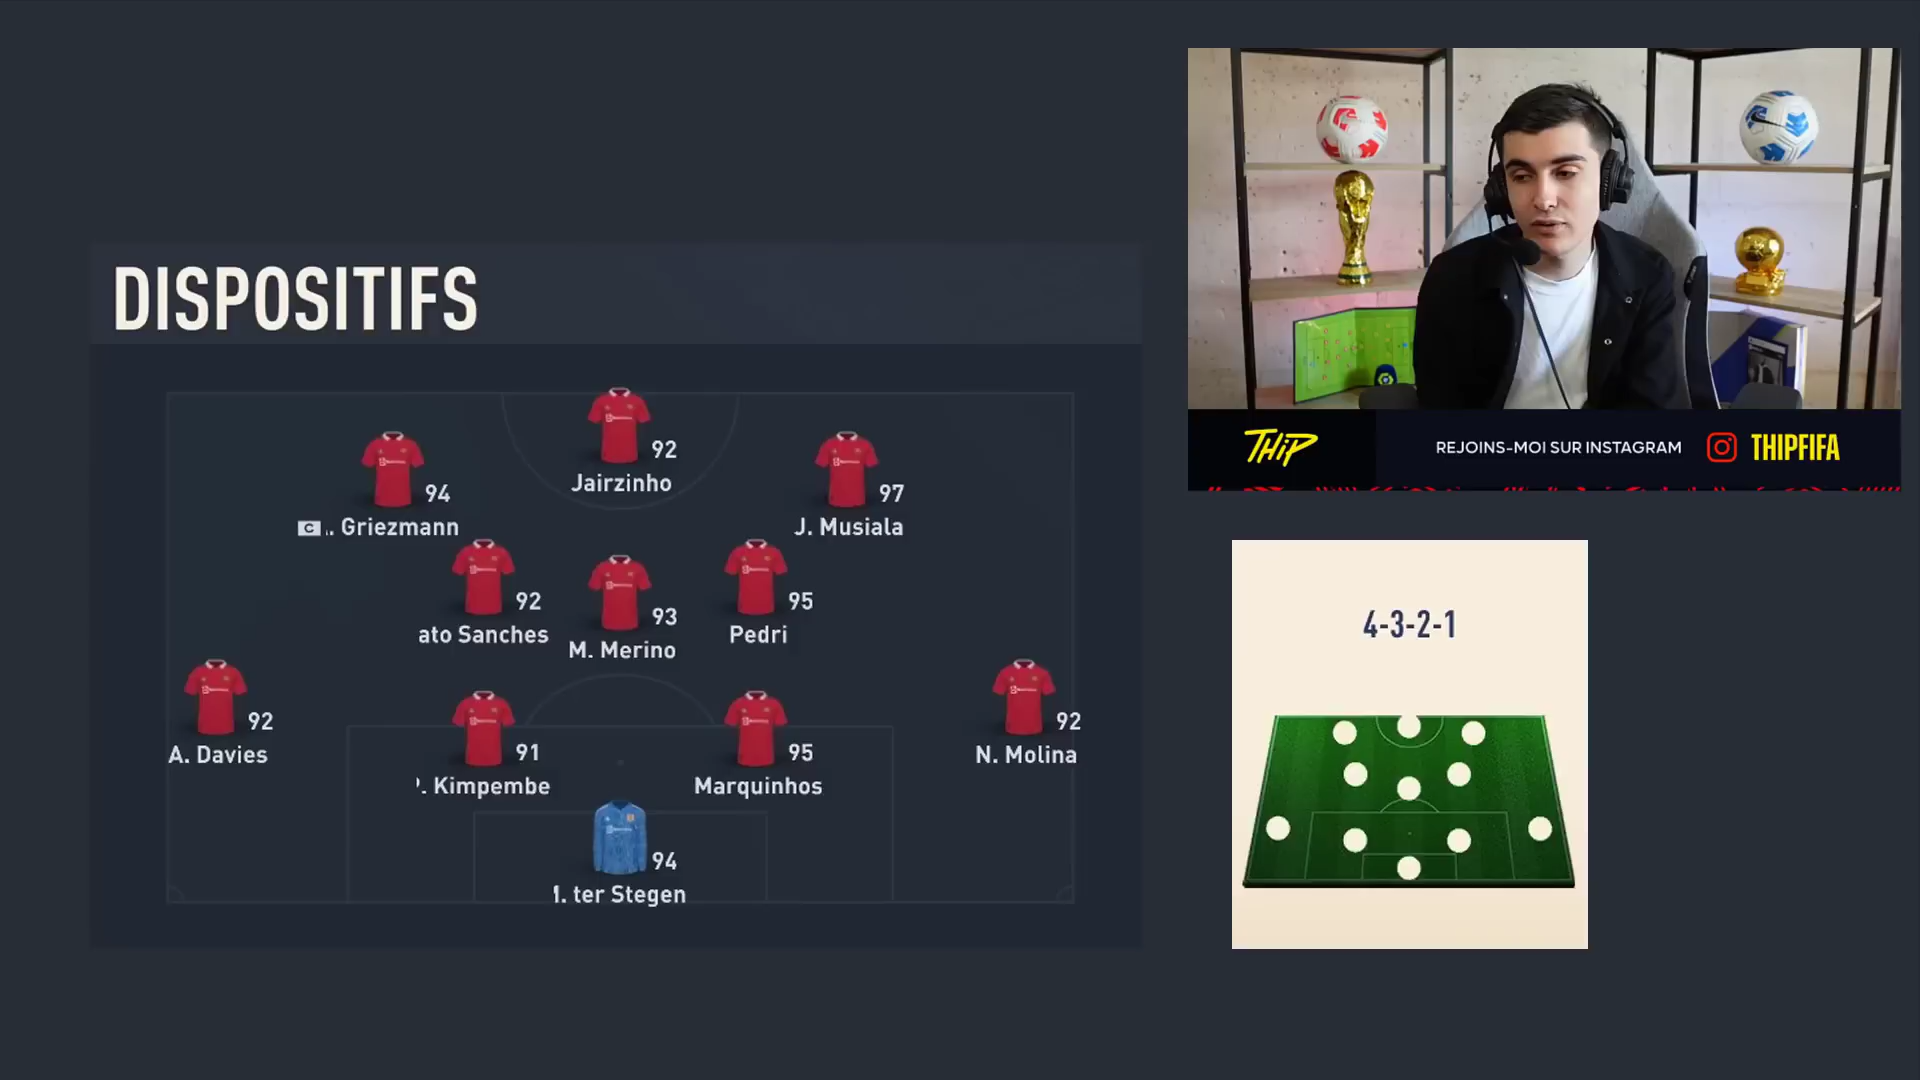 DISPOSITIFS
92
Jairzinho
94
C . Griezmann
97
J. Musiala
92
ato Sanches
93
M. Merino
95
Pedri
92
A. Davies
91
. Kimpembe
95
Marquinhos
92
N. Molina
94
. ter Stegen
THIP
REJOINS-MOI SUR INSTAGRAM
THIPFIFA
4-3-2-1